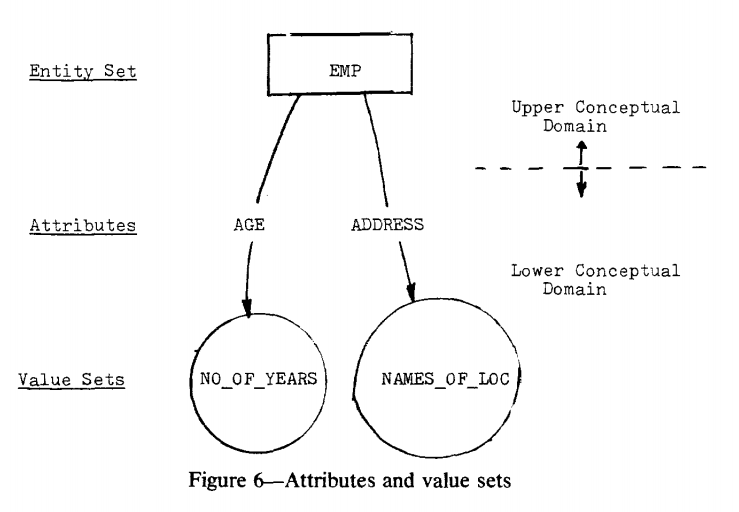 Entity Set
EMP
Upper Conceptual
Domain
Attributes
AGE
ADDRESS
Lower Conceptual
Domain
Value Sets
NO_OF_YEARS
NAMES_OF_LOC
Figure 6—Attributes and value sets